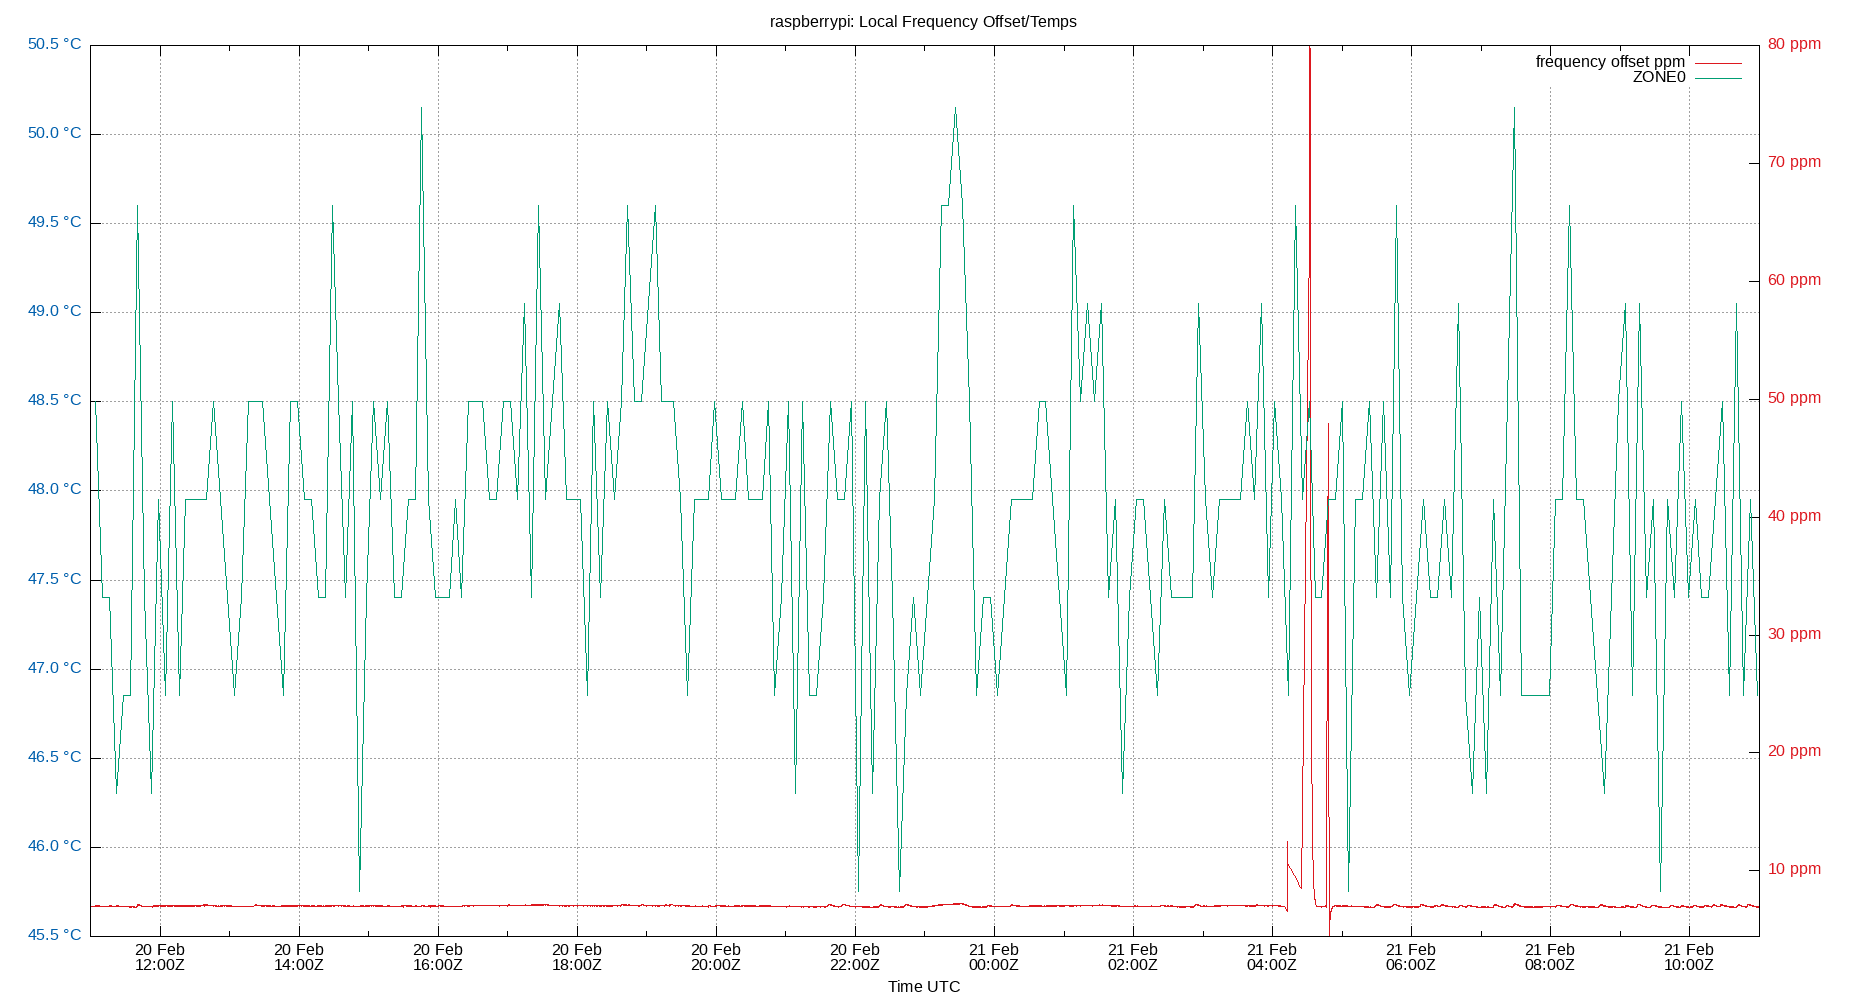 raspberrypi: Local Frequency Offset/Temps
50.5 °C
50.0 °C
49.5 °C
49.0 °C
48.5 °C
48.0 °C
47.5 °C
47.0 °C
46.5 °C
46.0 °C
45.5 °C
80 ppm
70 ppm
60 ppm
50 ppm
40 ppm
30 ppm
20 ppm
10 ppm
frequency offset ppm
ZONE0
20 Feb
12:00Z
20 Feb
14:00Z
20 Feb
16:00Z
20 Feb
18:00Z
20 Feb
20:00Z
20 Feb
22:00Z
21 Feb
00:00Z
21 Feb
02:00Z
21 Feb
04:00Z
21 Feb
06:00Z
21 Feb
08:00Z
21 Feb
10:00Z
Time UTC